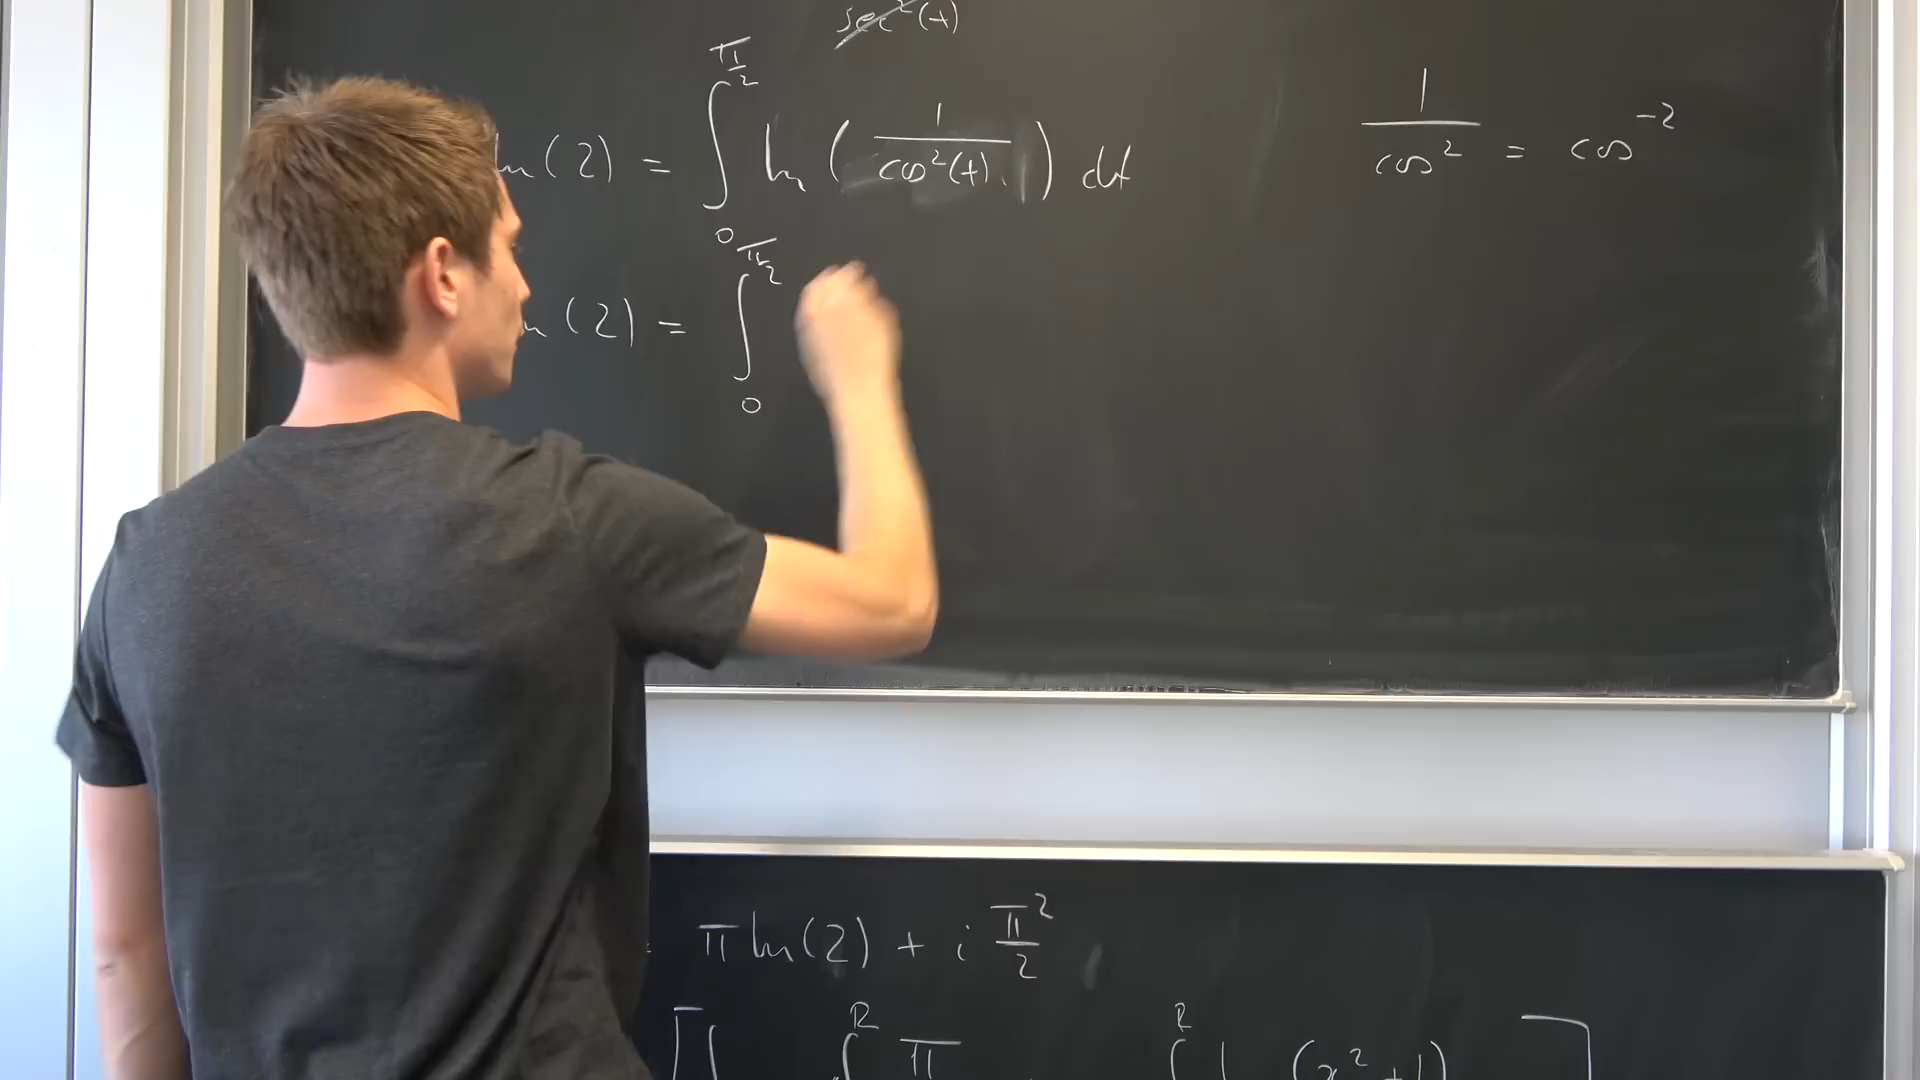 sec²(t)
ln(2) = ∫₀^{π/2} ln( 1/cos²(t) ) dt
1/cos² = cos⁻²
(2) = ∫₀^{π/2}
= π ln(2) + i π²/2
[ ∫ ∫^R π ∫^R (x² + 1) ]